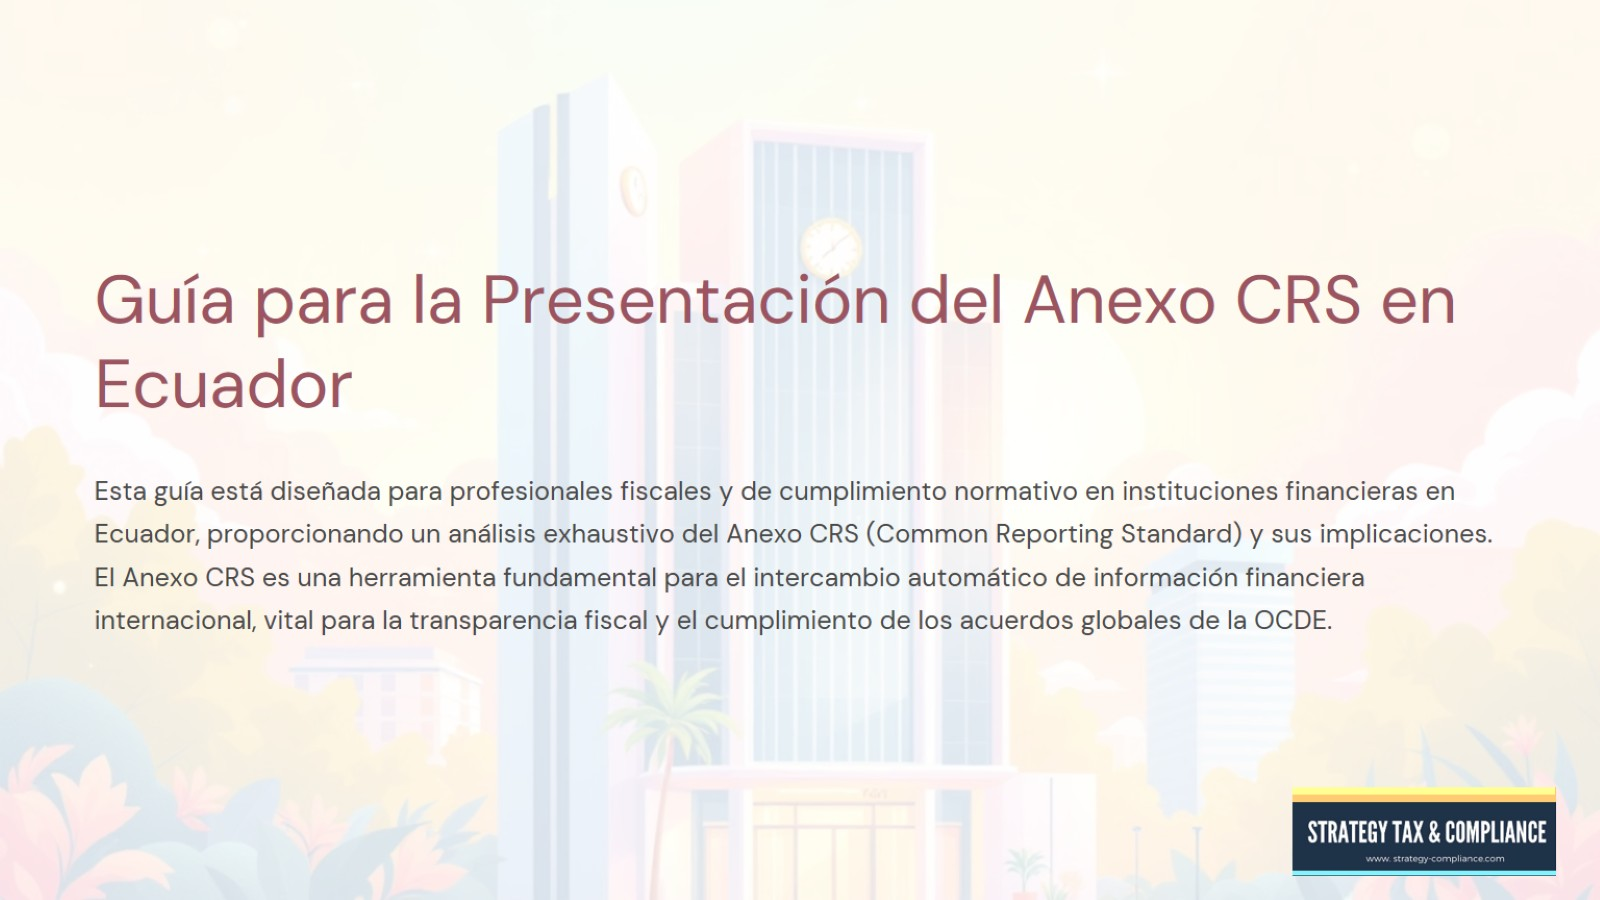 Guía para la Presentación del Anexo CRS en
Ecuador
Esta guía está diseñada para profesionales fiscales y de cumplimiento normativo en instituciones financieras en
Ecuador, proporcionando un análisis exhaustivo del Anexo CRS (Common Reporting Standard) y sus implicaciones.
El Anexo CRS es una herramienta fundamental para el intercambio automático de información financiera
internacional, vital para la transparencia fiscal y el cumplimiento de los acuerdos globales de la OCDE.
STRATEGY TAX & COMPLIANCE
www. strategy-compliance.com